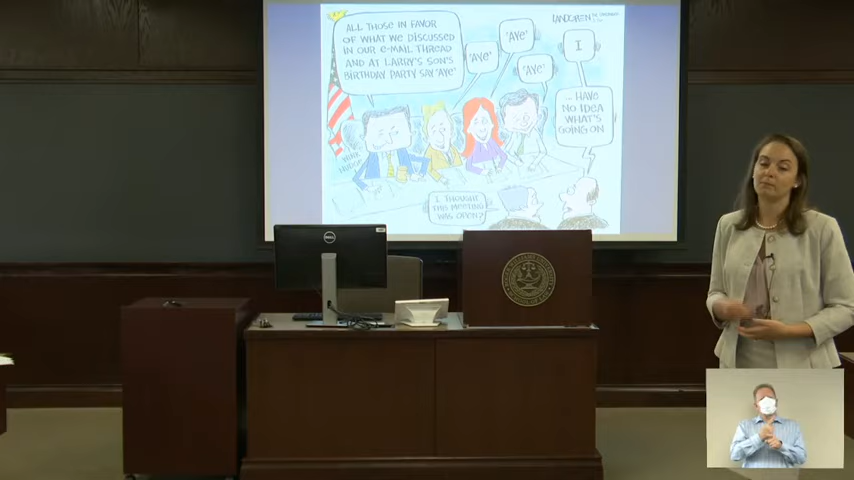 ALL THOSE IN FAVOR
OF WHAT WE DISCUSSED
IN OUR E-MAIL THREAD
AND AT LARRY'S SON'S
BIRTHDAY PARTY SAY "AYE"
"AYE"
"AYE"
"AYE"
I
... HAVE
NO IDEA
WHAT'S
GOING ON
I THOUGHT
THIS MEETING
WAS OPEN?
DELL